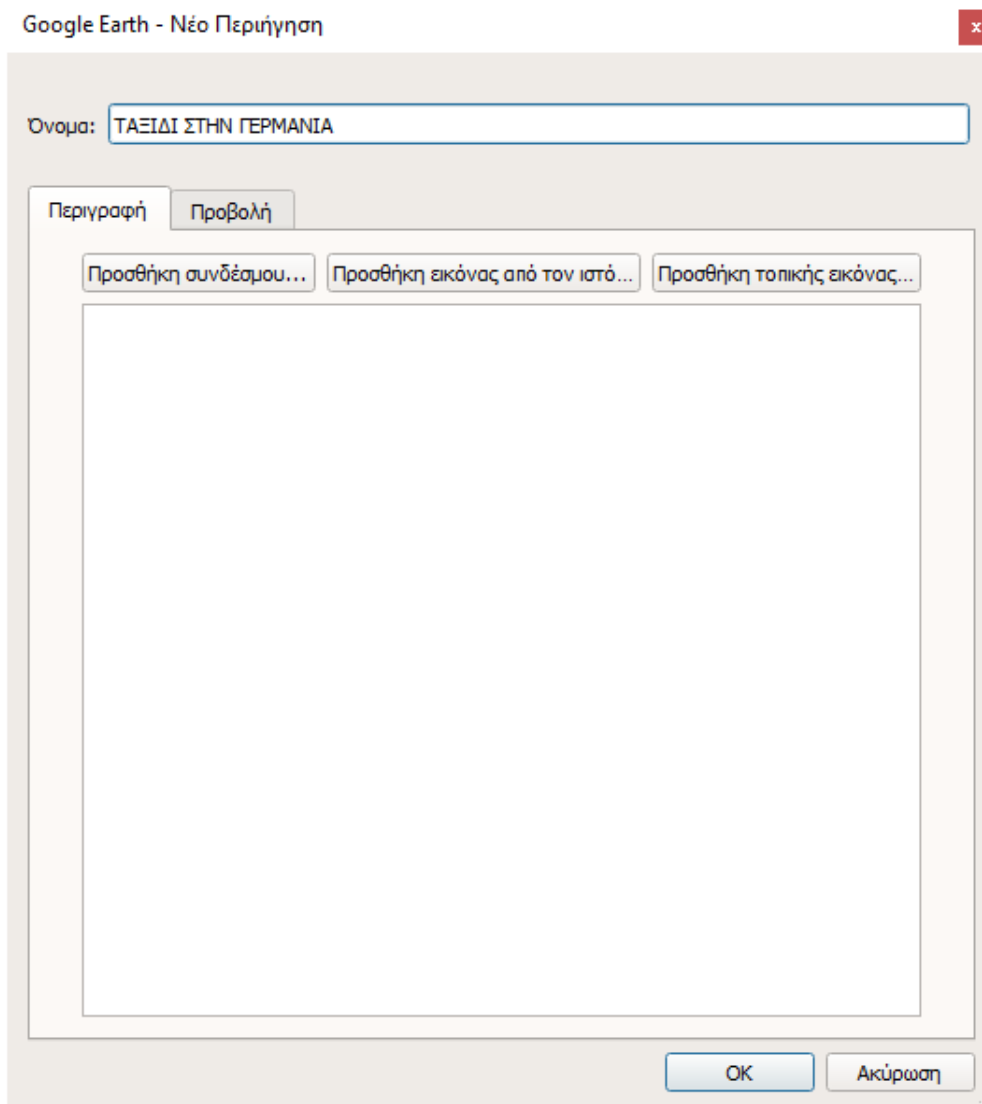 Google Earth - Νέο Περιήγηση
x
Όνομα: ΤΑΞΙΔΙ ΣΤΗΝ ΓΕΡΜΑΝΙΑ
Περιγραφή Προβολή
Προσθήκη συνδέσμου... Προσθήκη εικόνας από τον ιστό... Προσθήκη τοπικής εικόνας...
OK Ακύρωση